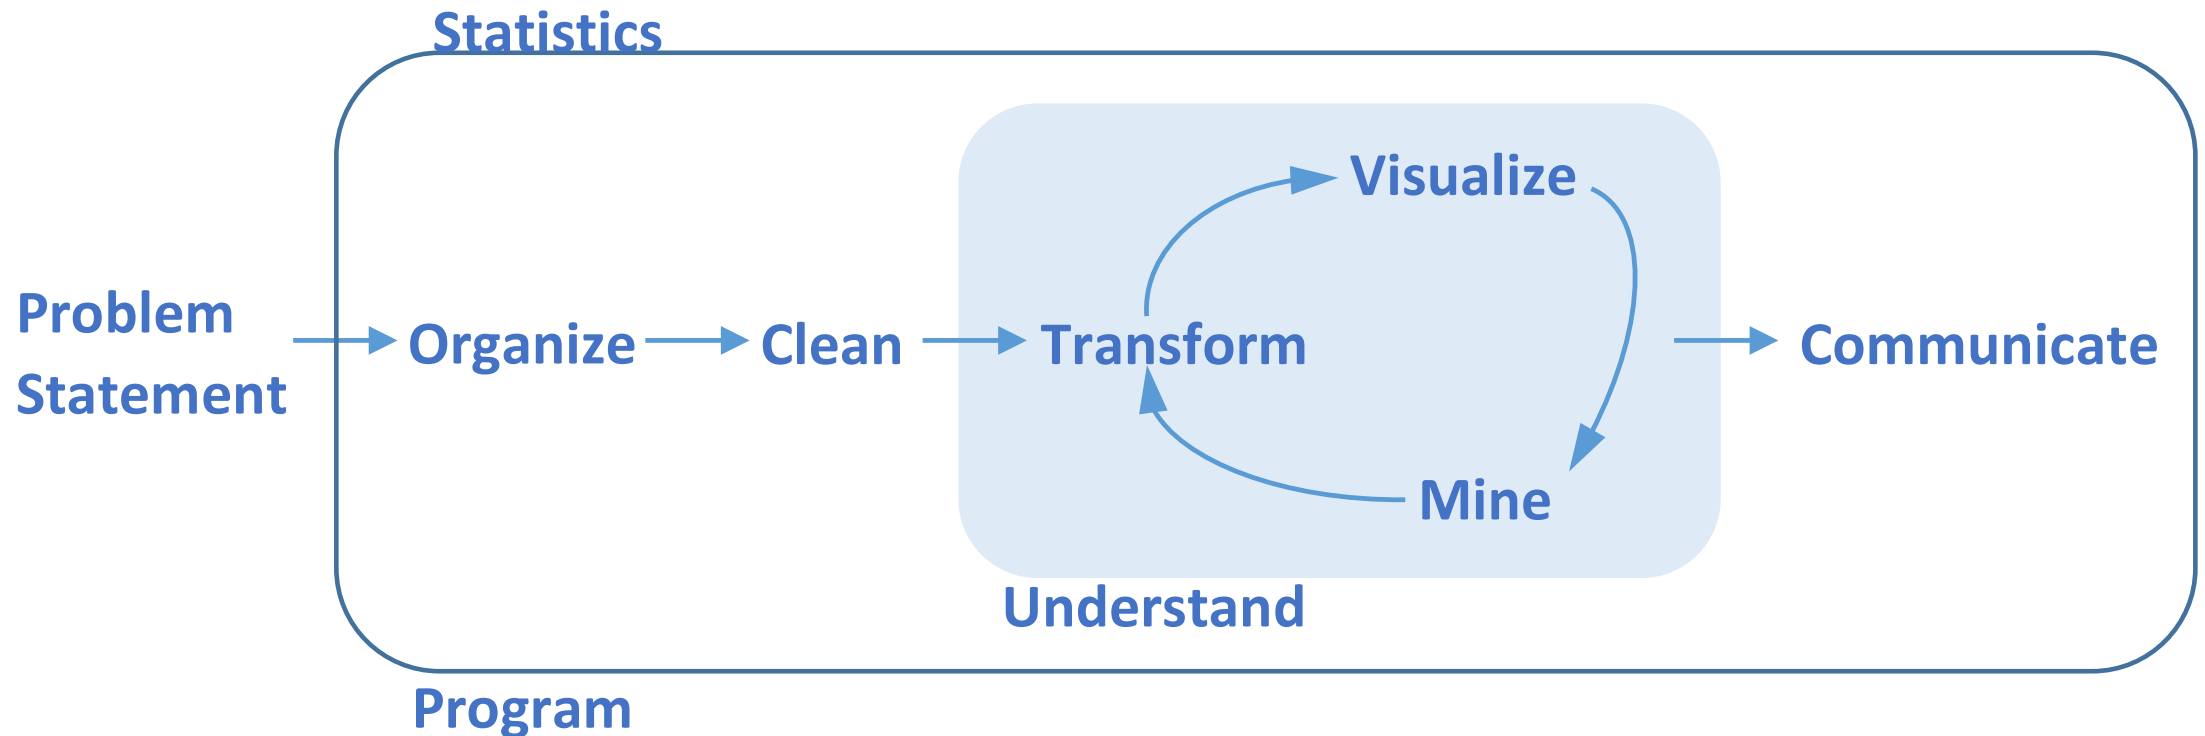 Statistics
Visualize
Problem
Statement
Organize
Clean
Transform
Communicate
Mine
Understand
Program